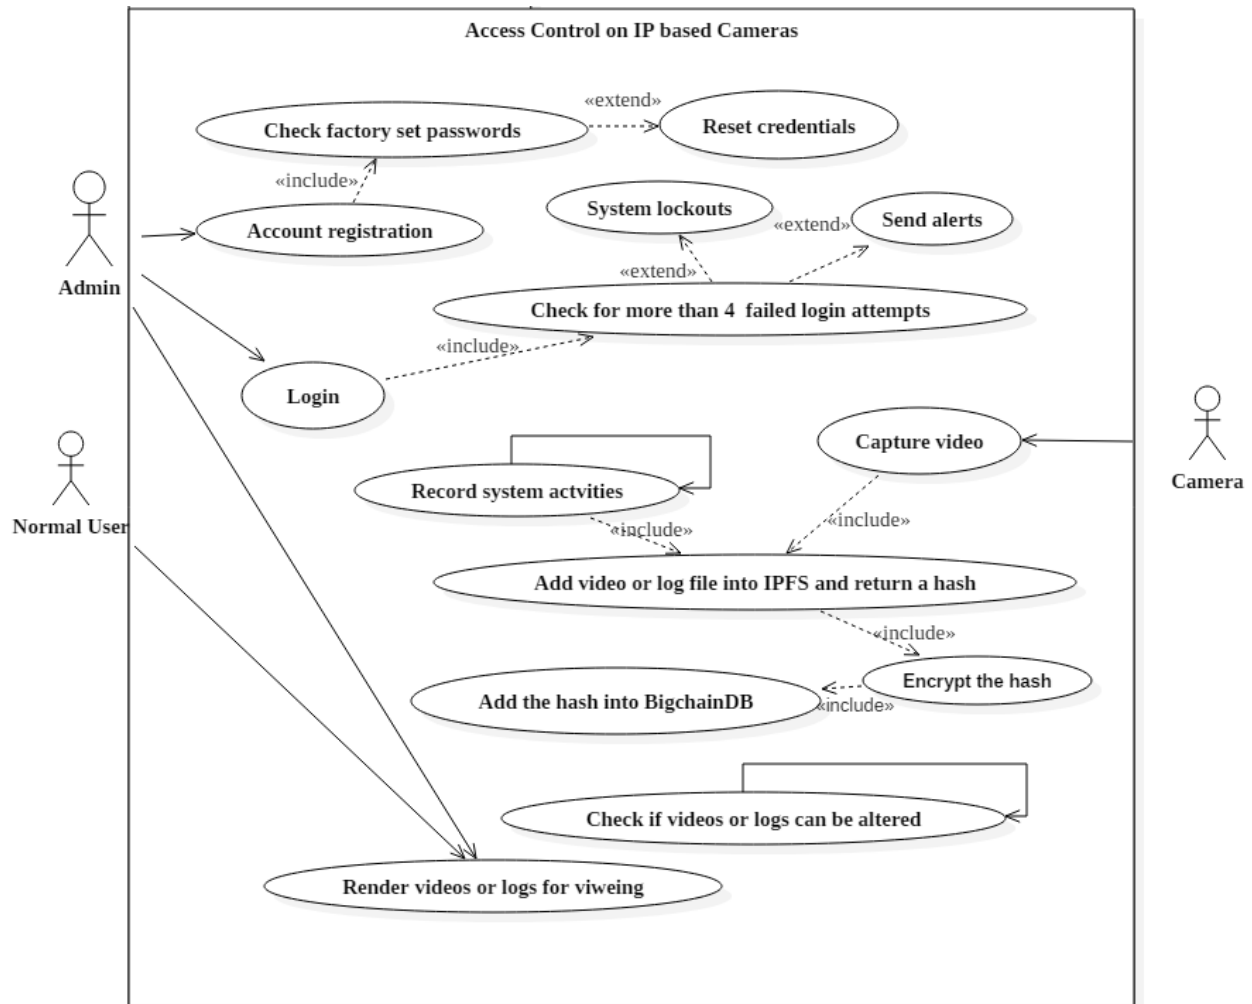 Access Control on IP based Cameras
«extend»
Check factory set passwords
Reset credentials
«include»
System lockouts
Send alerts
«extend»
Account registration
«extend»
Admin
Check for more than 4 failed login attempts
«include»
Login
Capture video
Camera
Record system actvities
Normal User
«include»
«include»
Add video or log file into IPFS and return a hash
«include»
Encrypt the hash
Add the hash into BigchainDB
«include»
Check if videos or logs can be altered
Render videos or logs for viweing